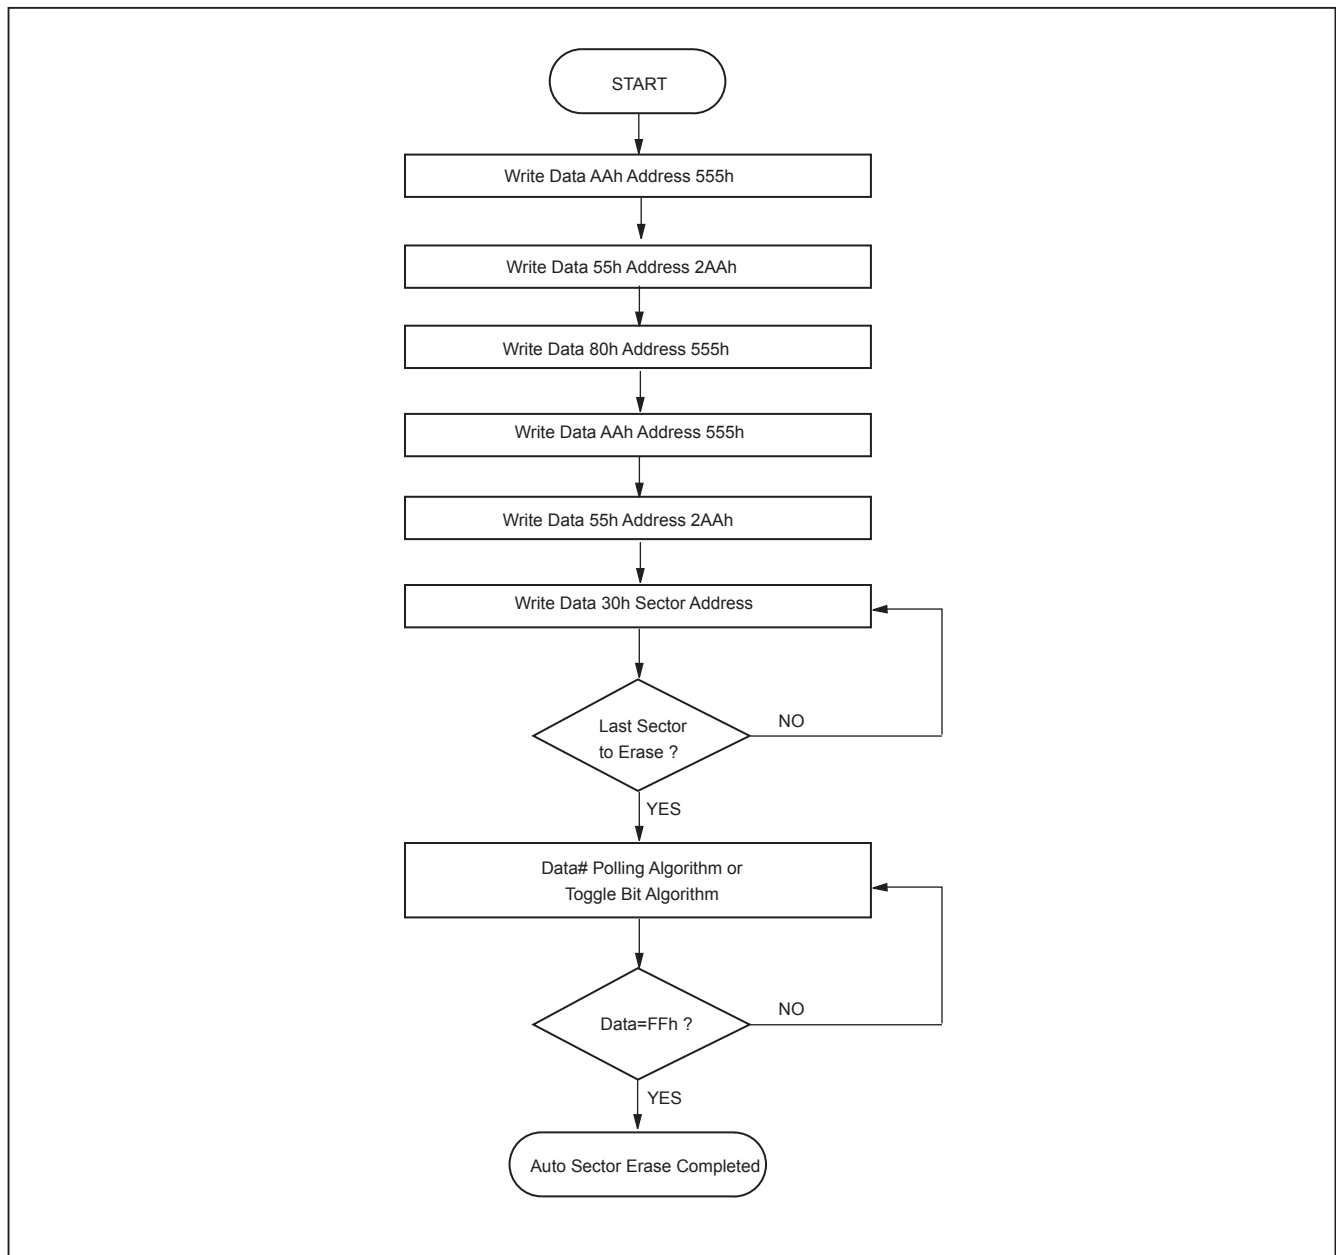 START
Write Data AAh Address 555h
Write Data 55h Address 2AAh
Write Data 80h Address 555h
Write Data AAh Address 555h
Write Data 55h Address 2AAh
Write Data 30h Sector Address
Last Sector
to Erase ?
NO
YES
Data# Polling Algorithm or
Toggle Bit Algorithm
Data=FFh ?
NO
YES
Auto Sector Erase Completed